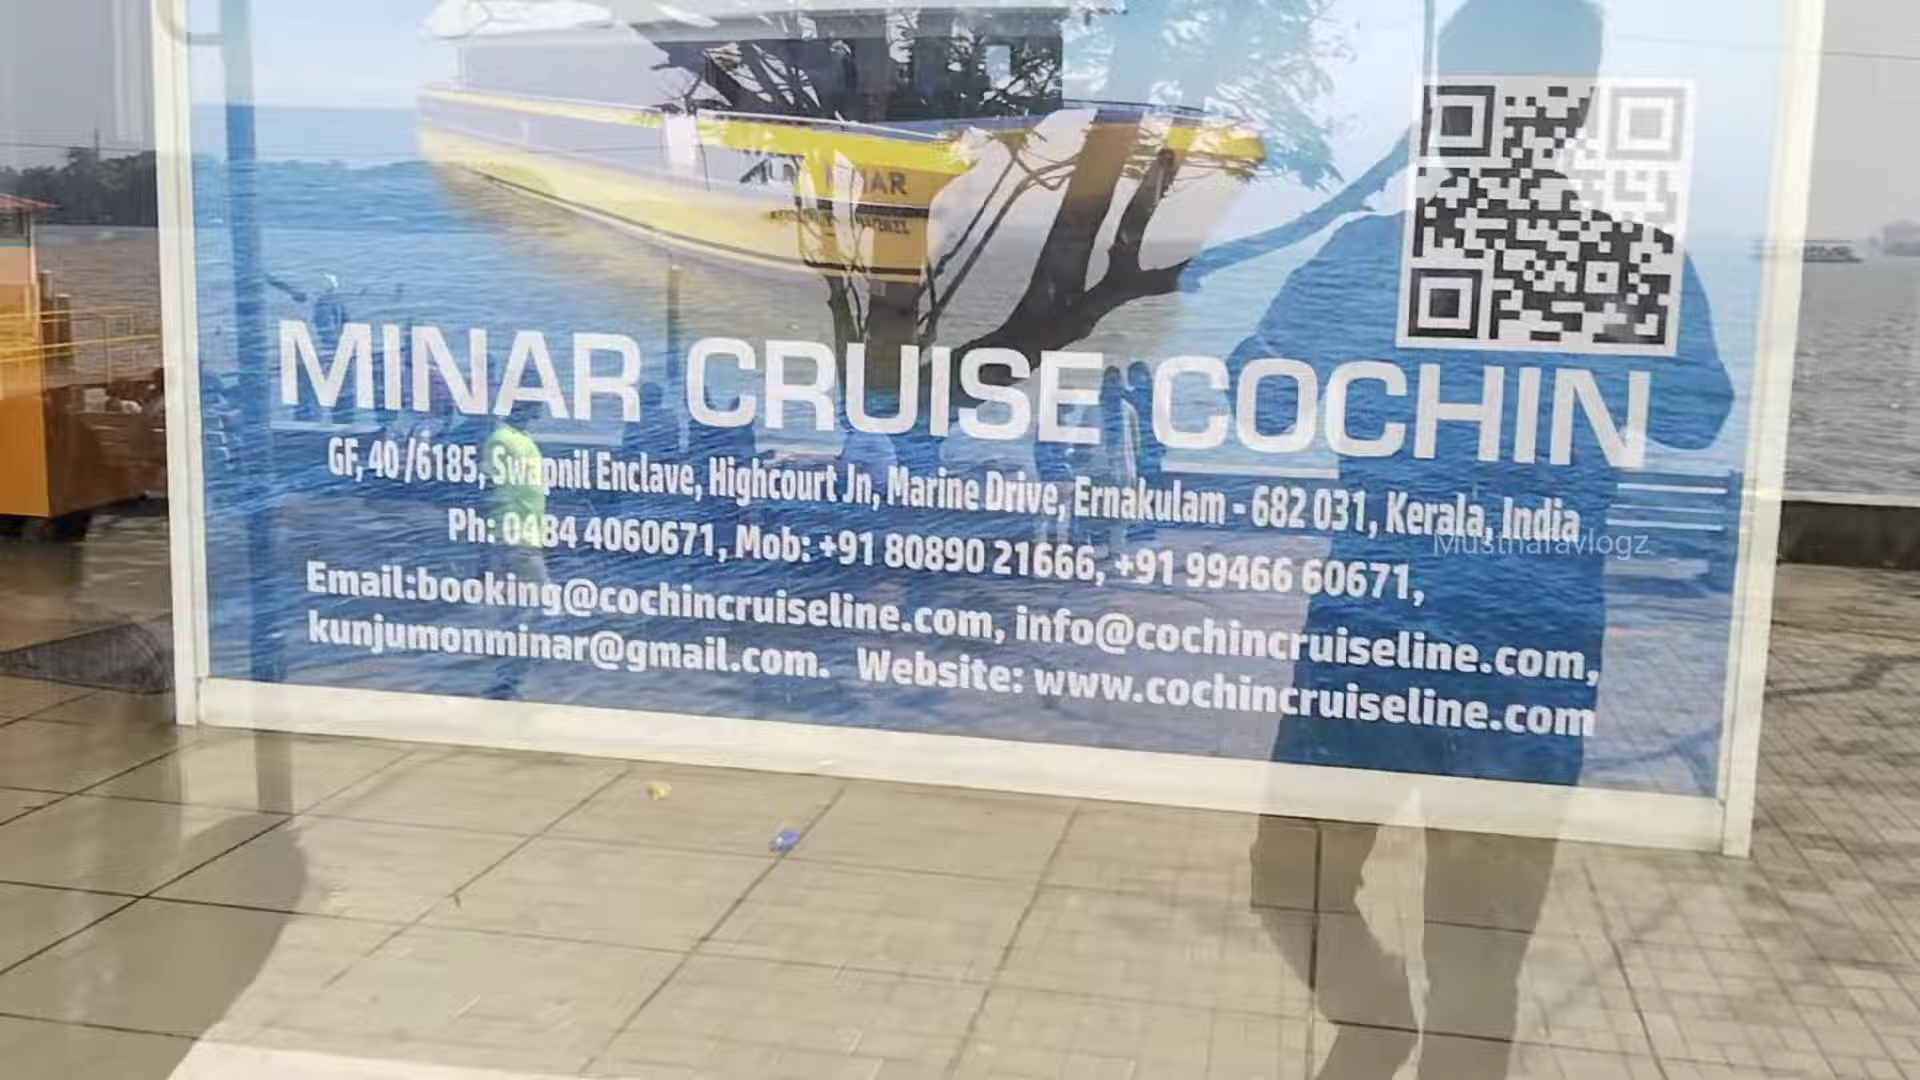 MINAR
MINAR CRUISE COCHIN
GF, 40 /6185, Swapnil Enclave, Highcourt Jn, Marine Drive, Ernakulam - 682 031, Kerala, India
Musthafavlogz
Ph: 0484 4060671, Mob: +91 80890 21666, +91 99466 60671,
Email:booking@cochincruiseline.com, info@cochincruiseline.com,
kunjumonminar@gmail.com. Website: www.cochincruiseline.com